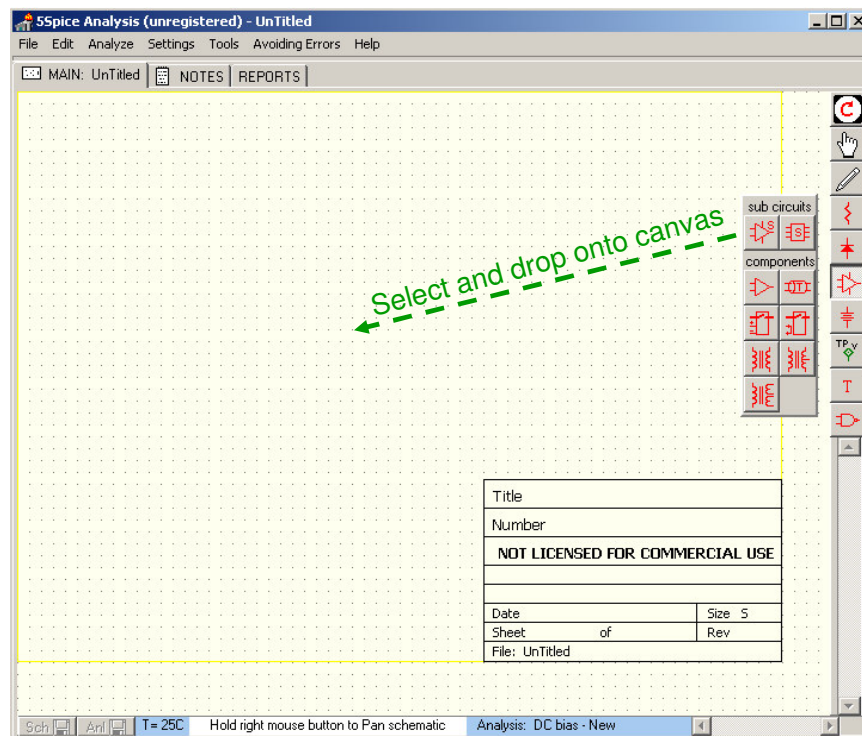 5Spice Analysis (unregistered) - UnTitled
File Edit Analyze Settings Tools Avoiding Errors Help
MAIN: UnTitled NOTES REPORTS
C
sub circuits
S S
Select and drop onto canvas
components
T
TP V
T
Title
Number
NOT LICENSED FOR COMMERCIAL USE
Date Size S
Sheet of Rev
File: UnTitled
Sch Anl T= 25C Hold right mouse button to Pan schematic Analysis: DC bias - New